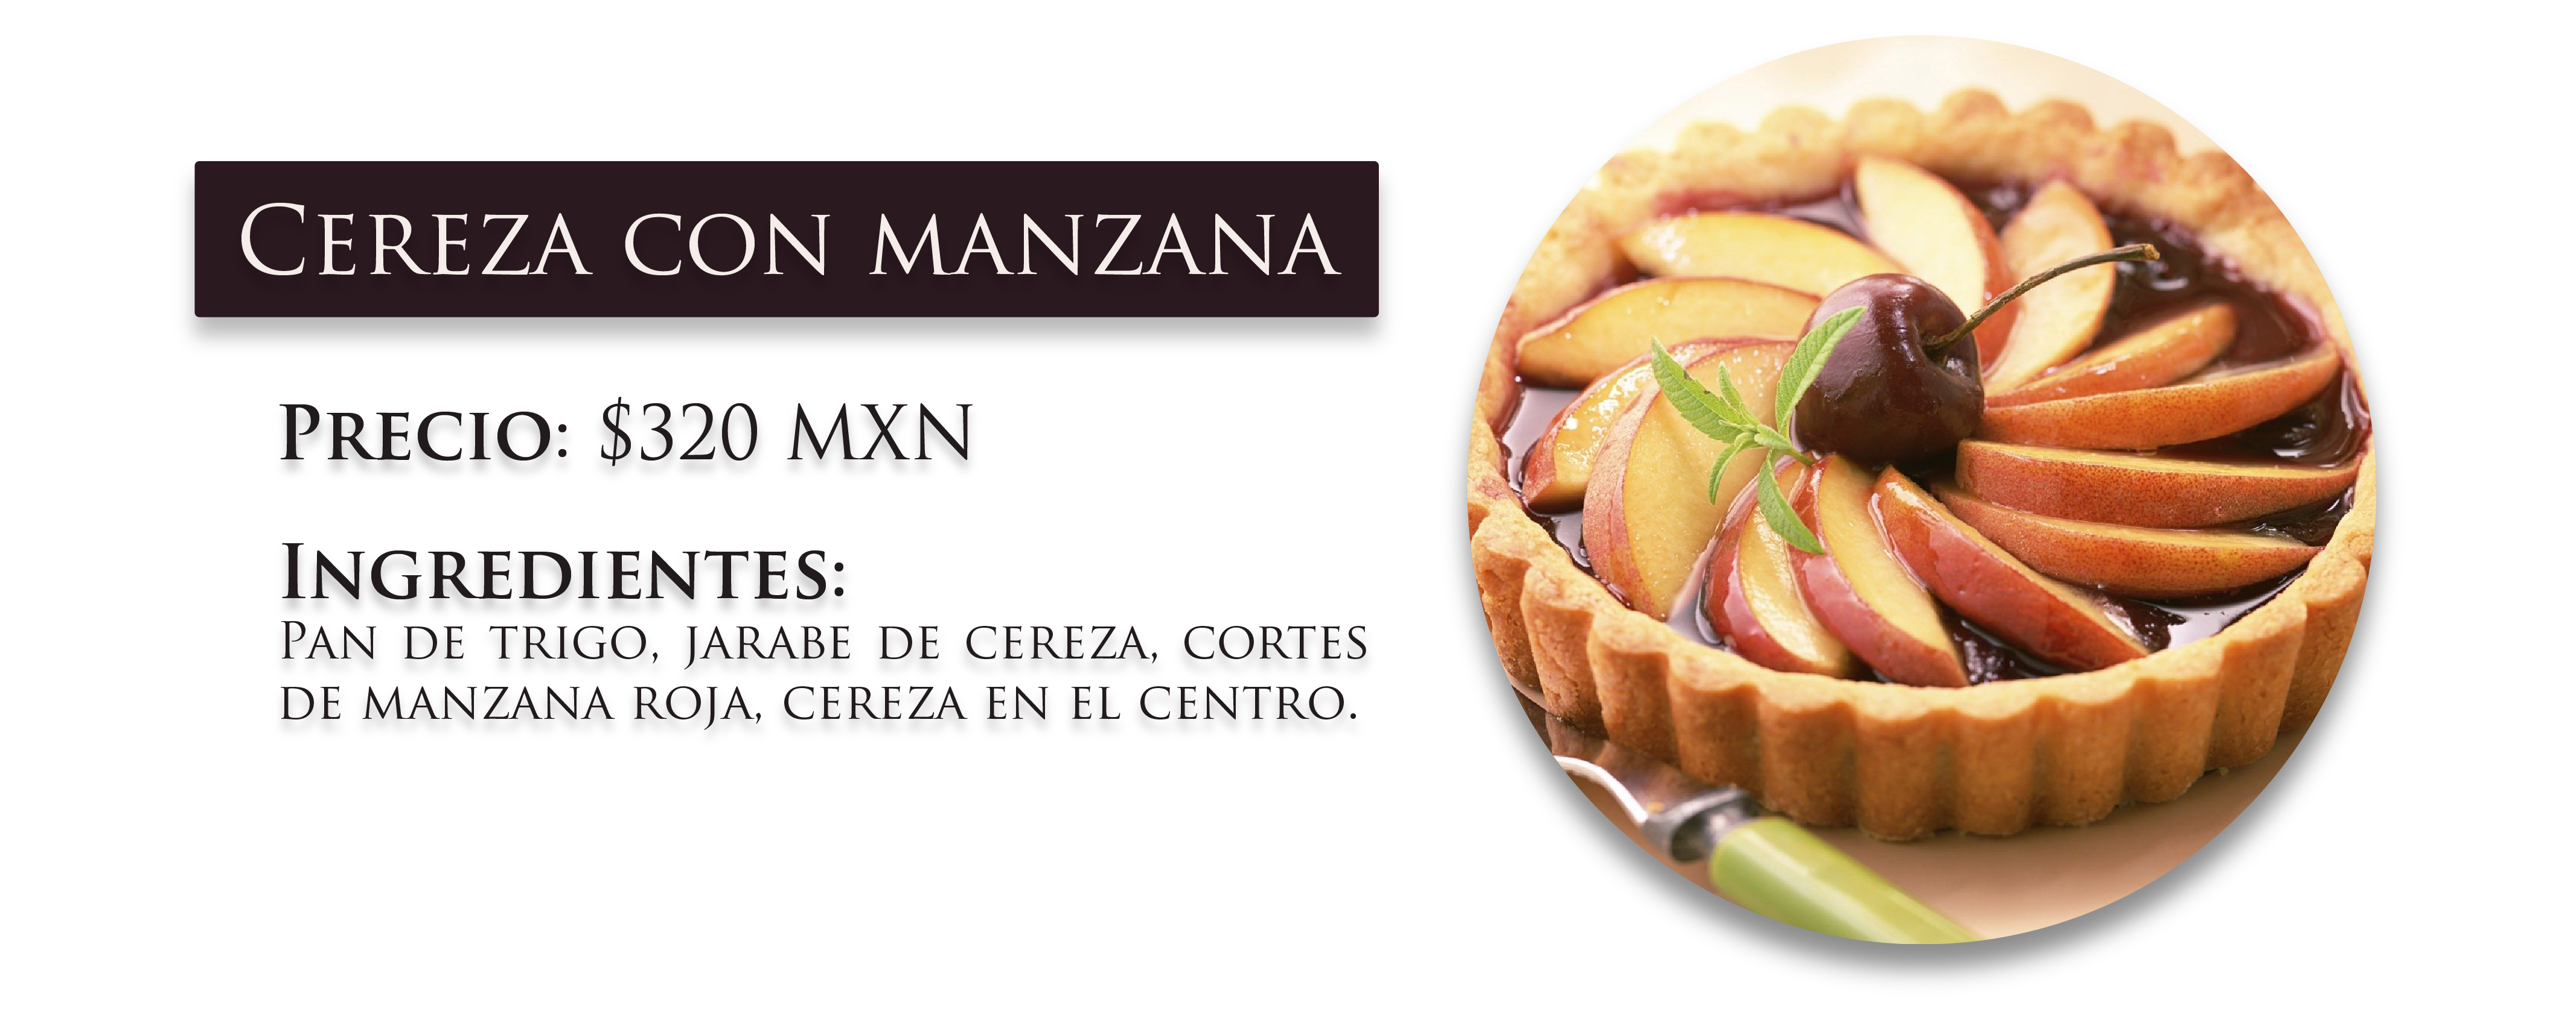 Cereza con manzana
Precio: $320 MXN
Ingredientes:
Pan de trigo, jarabe de cereza, cortes
de manzana roja, cereza en el centro.